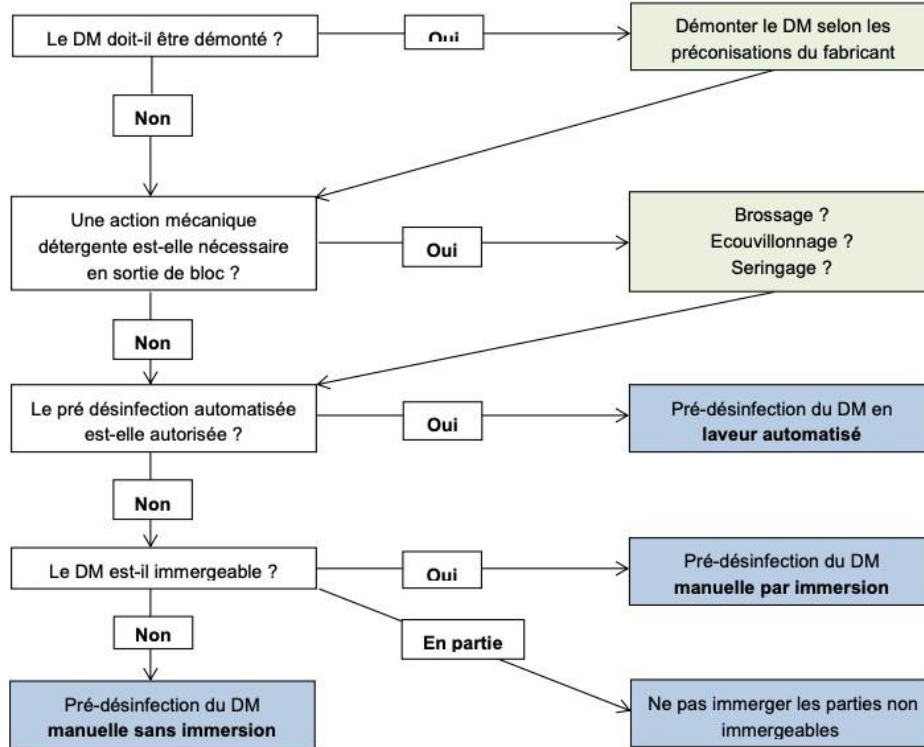 Le DM doit-il être démonté ?
Oui
Démonter le DM selon les
préconisations du fabricant
Non
Une action mécanique
détergente est-elle nécessaire
en sortie de bloc ?
Oui
Brossage ?
Ecouvillonnage ?
Seringage ?
Non
Le pré désinfection automatisée
est-elle autorisée ?
Oui
Pré-désinfection du DM en
laveur automatisé
Non
Le DM est-il immergeable ?
Oui
Pré-désinfection du DM
manuelle par immersion
Non
En partie
Pré-désinfection du DM
manuelle sans immersion
Ne pas immerger les parties non
immergeables